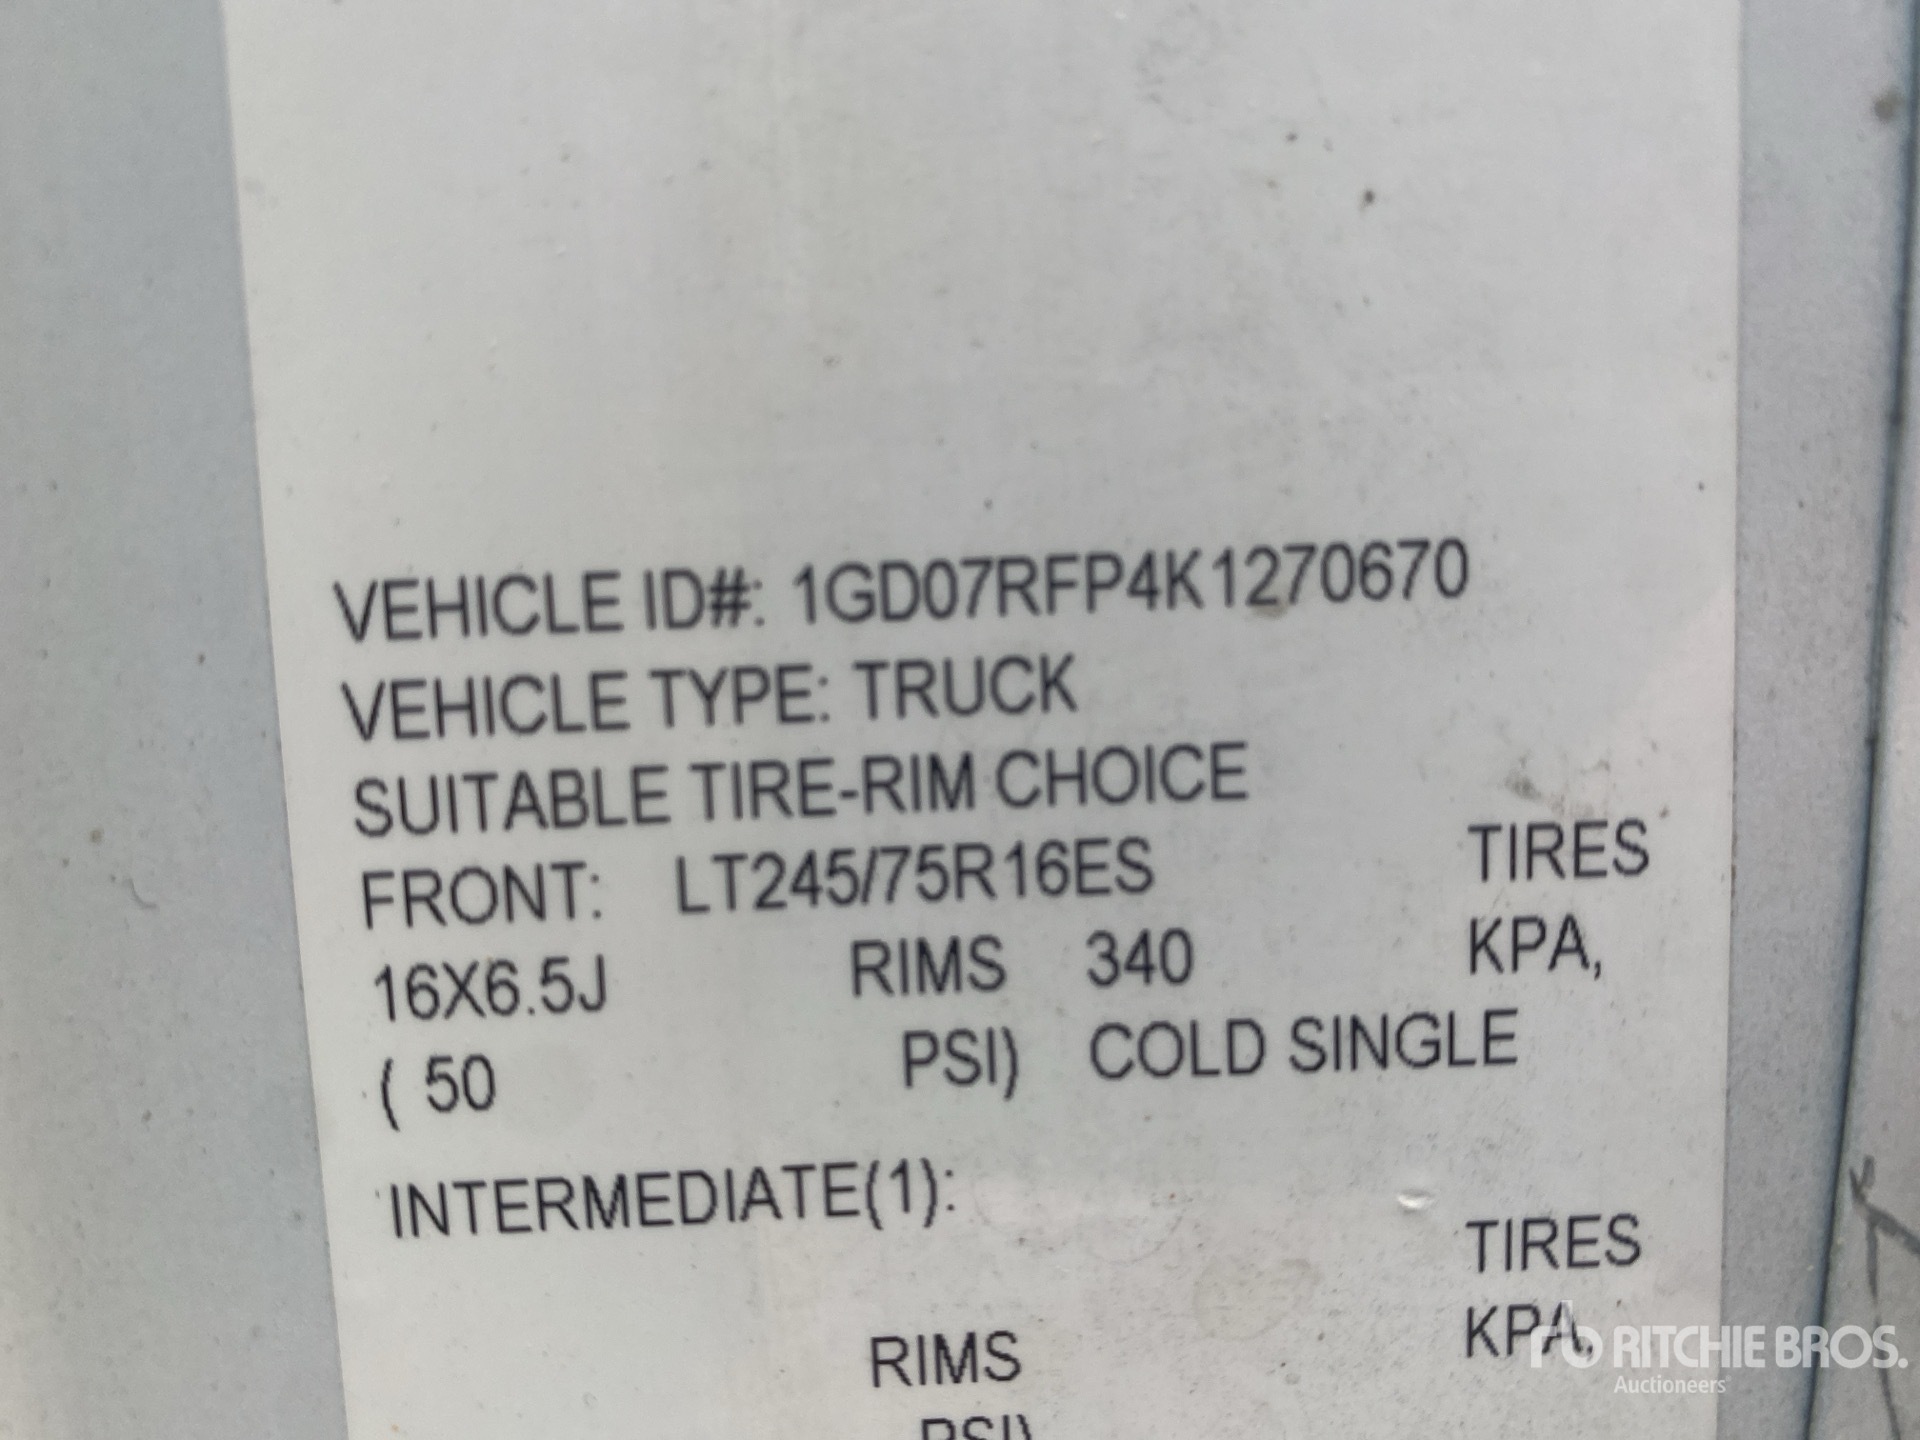 VEHICLE ID#: 1GD07RFP4K1270670
VEHICLE TYPE: TRUCK
SUITABLE TIRE-RIM CHOICE
FRONT: LT245/75R16ES TIRES
16X6.5J RIMS 340 KPA,
( 50 PSI) COLD SINGLE
INTERMEDIATE(1):
TIRES
RIMS KPA,
PSI)
RITCHIE BROS.
Auctioneers